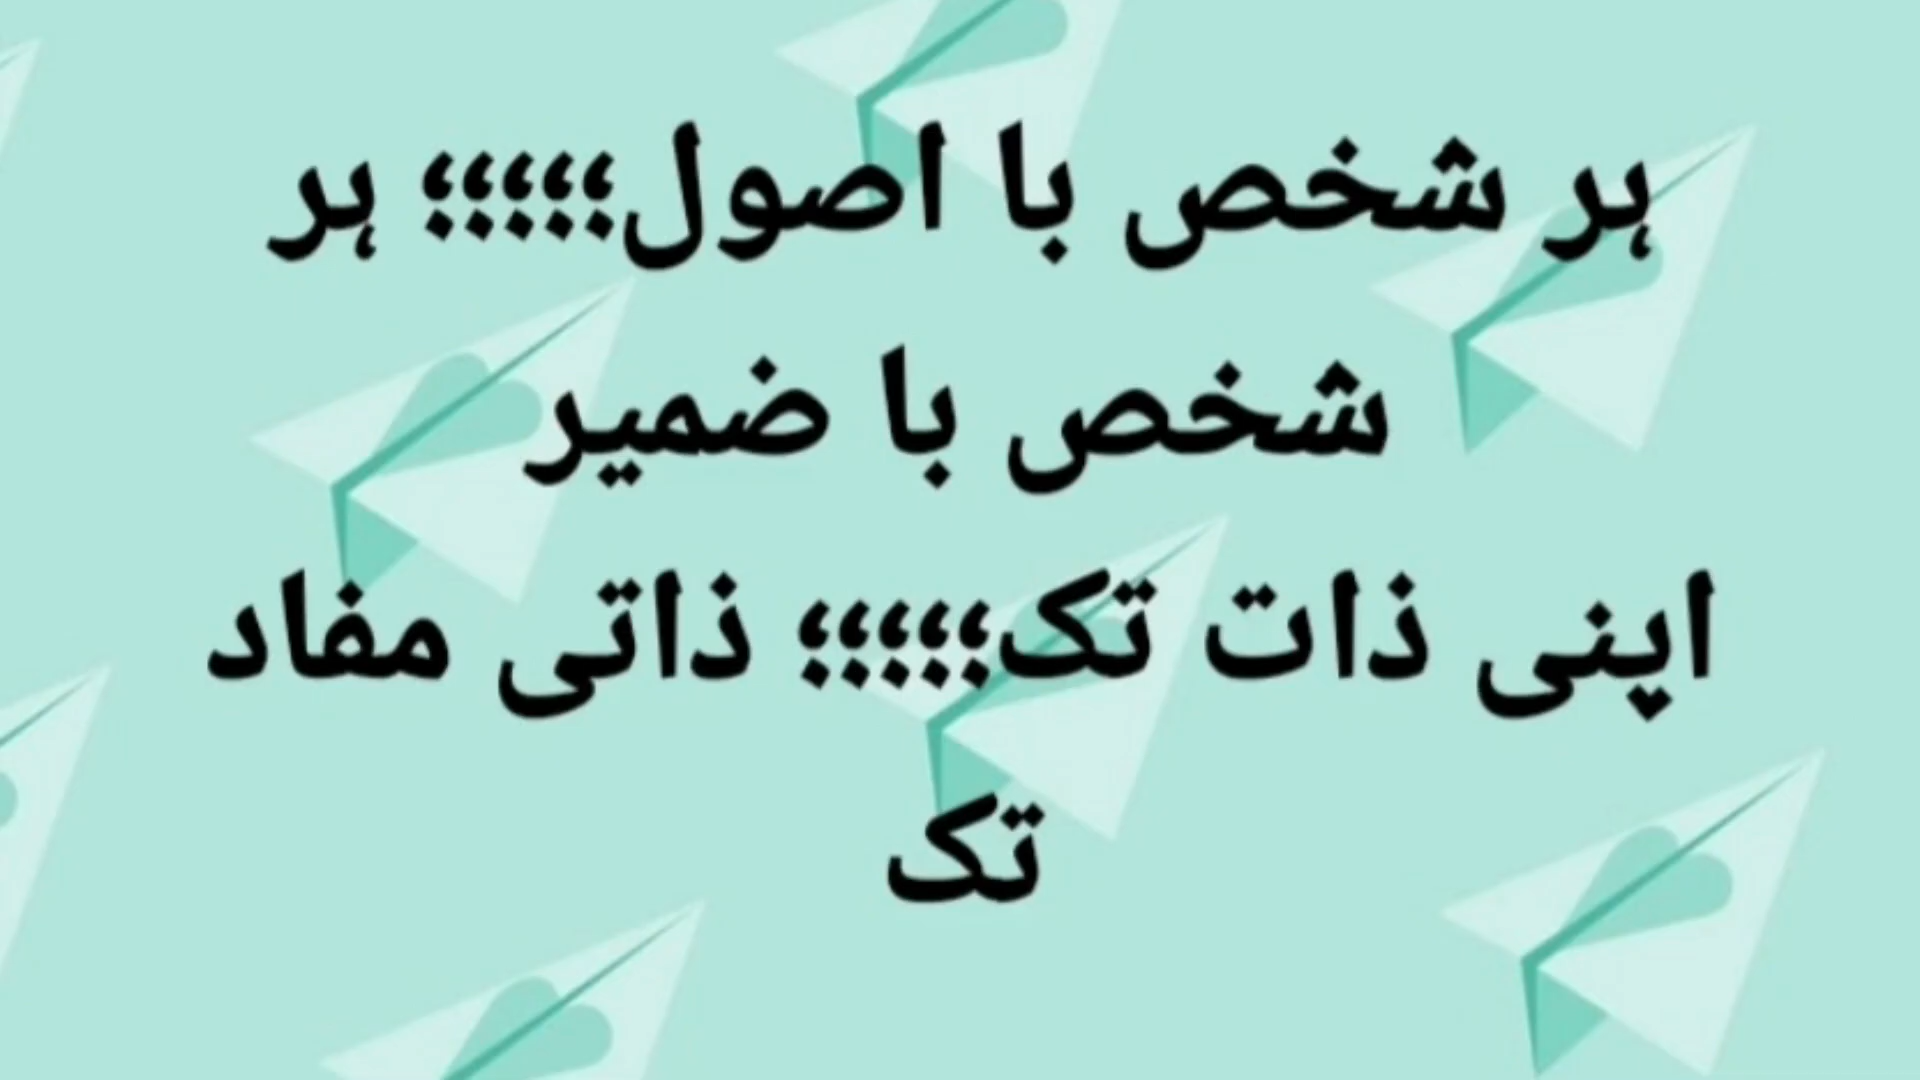 ہر شخص با اصول؛؛؛؛؛ ہر
شخص با ضمیر
اپنی ذات تک؛؛؛؛؛ ذاتی مفاد
تک